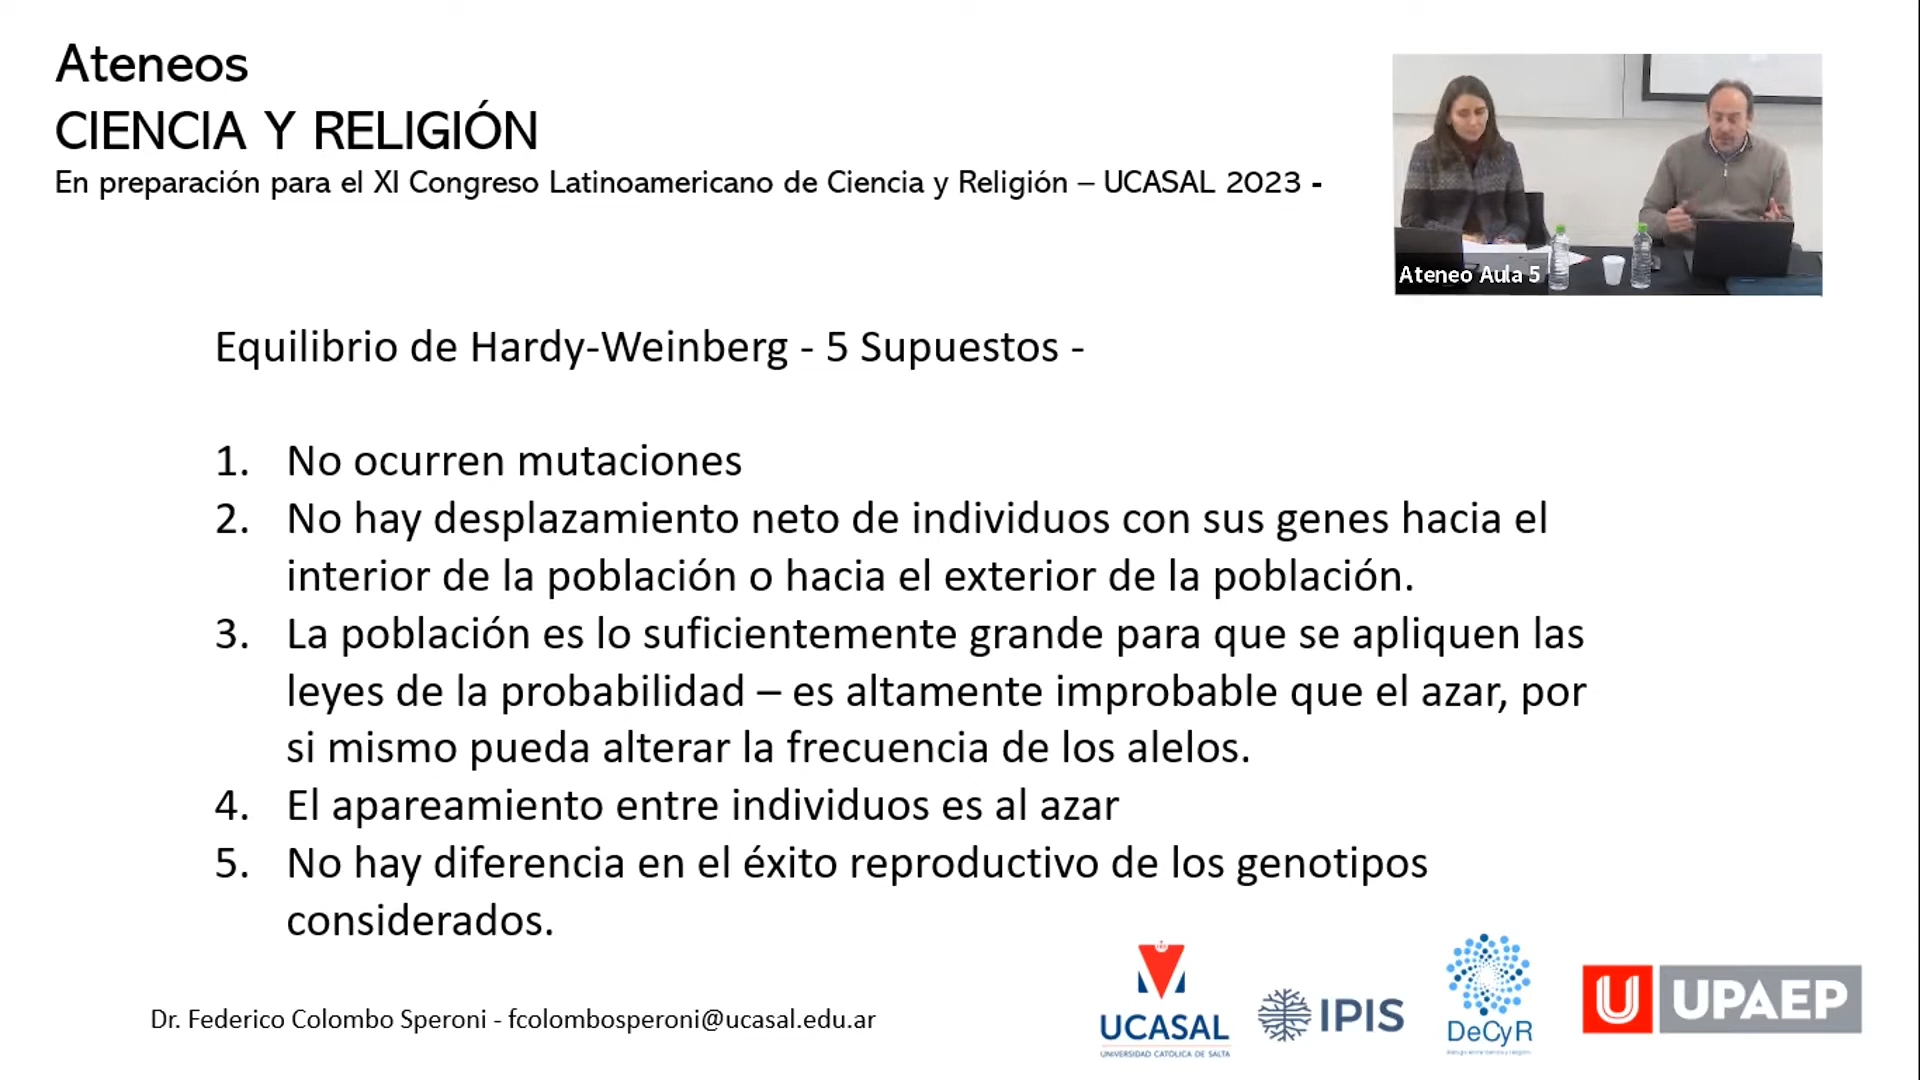 Ateneos
CIENCIA Y RELIGIÓN
En preparación para el XI Congreso Latinoamericano de Ciencia y Religión – UCASAL 2023 -
Ateneo Aula 5
Equilibrio de Hardy-Weinberg - 5 Supuestos -
1. No ocurren mutaciones
2. No hay desplazamiento neto de individuos con sus genes hacia el
interior de la población o hacia el exterior de la población.
3. La población es lo suficientemente grande para que se apliquen las
leyes de la probabilidad – es altamente improbable que el azar, por
si mismo pueda alterar la frecuencia de los alelos.
4. El apareamiento entre individuos es al azar
5. No hay diferencia en el éxito reproductivo de los genotipos
considerados.
Dr. Federico Colombo Speroni - fcolombosperoni@ucasal.edu.ar
UCASAL
UNIVERSIDAD CATÓLICA DE SALTA
IPIS
DeCyR
U UPAEP